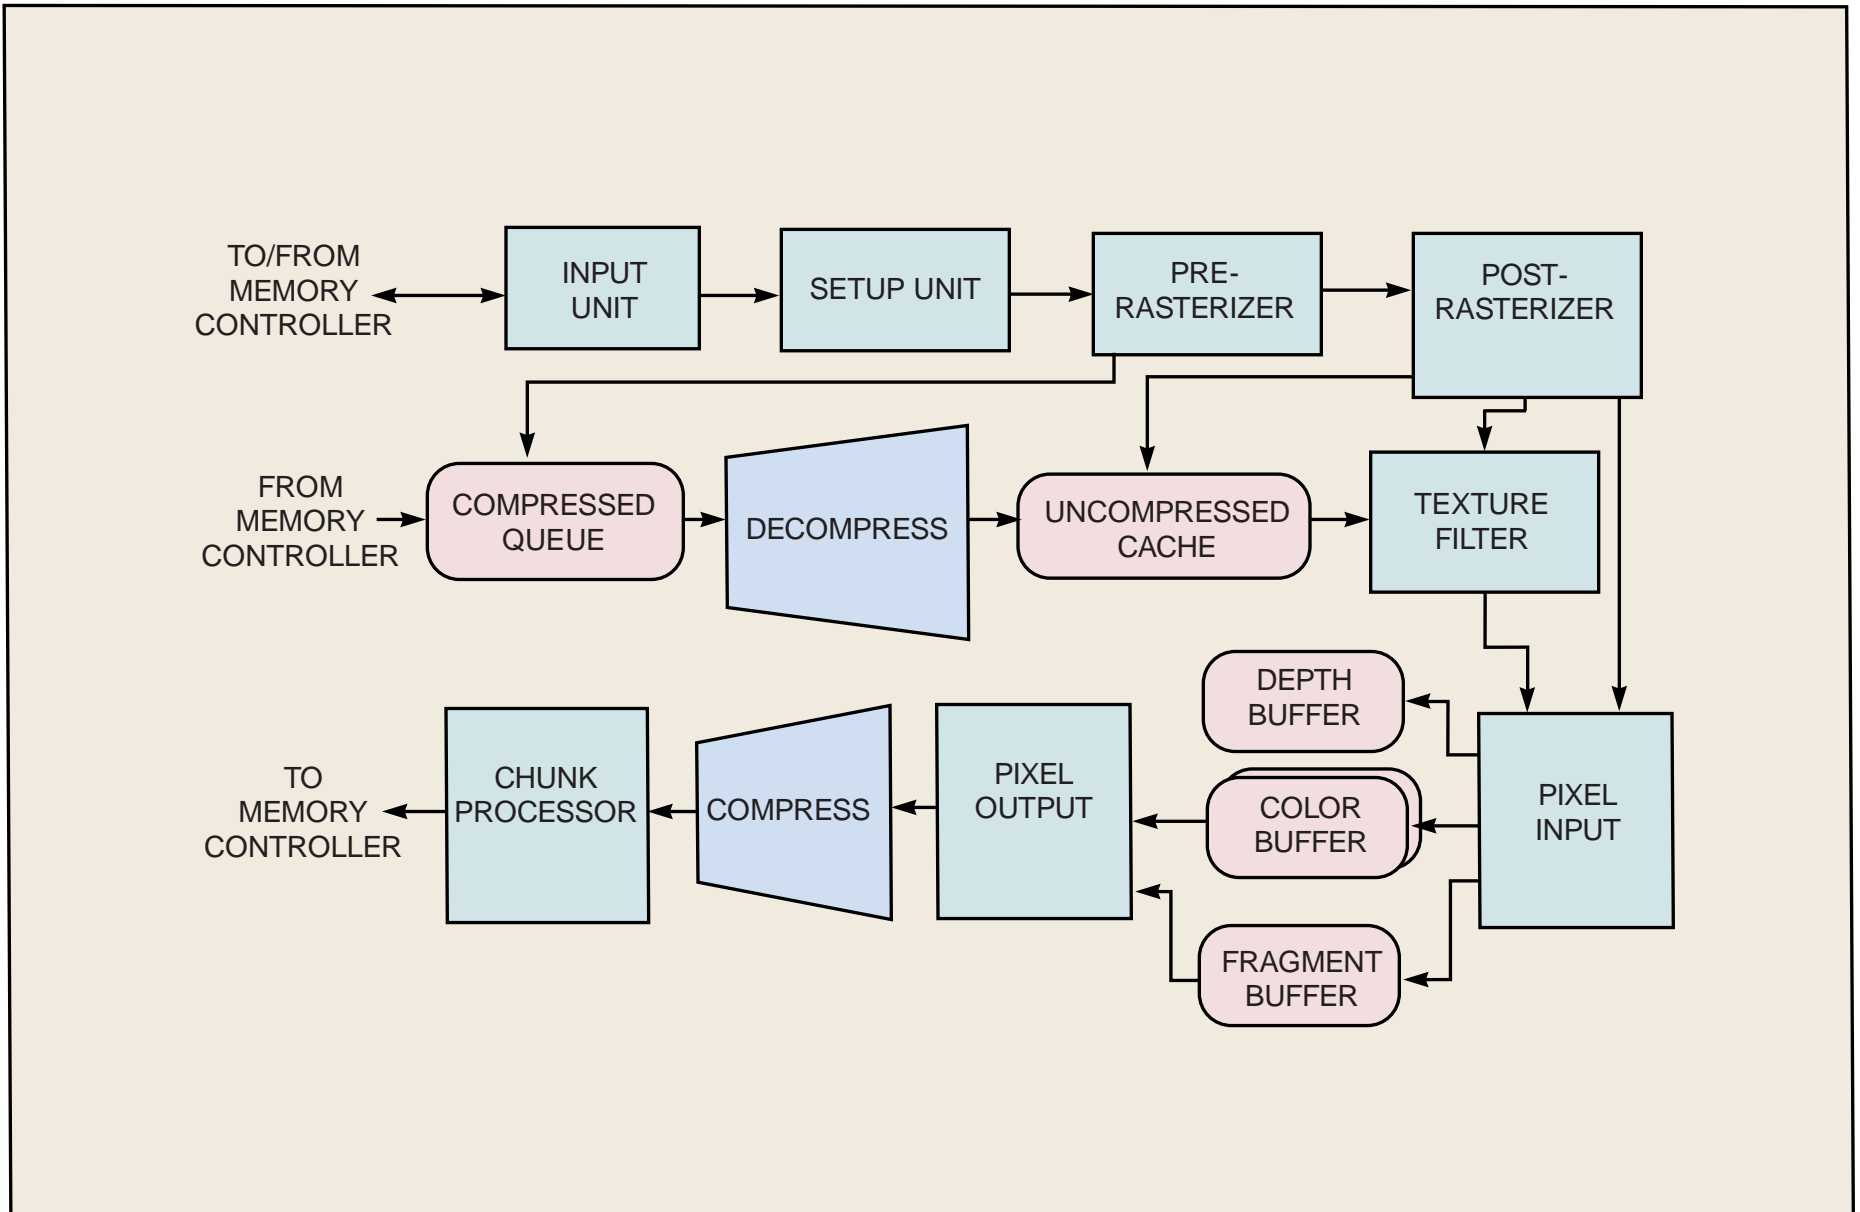 TO/FROM
MEMORY
CONTROLLER
INPUT
UNIT
SETUP UNIT
PRE-
RASTERIZER
POST-
RASTERIZER
FROM
MEMORY
CONTROLLER
COMPRESSED
QUEUE
DECOMPRESS
UNCOMPRESSED
CACHE
TEXTURE
FILTER
DEPTH
BUFFER
TO
MEMORY
CONTROLLER
CHUNK
PROCESSOR
COMPRESS
PIXEL
OUTPUT
COLOR
BUFFER
PIXEL
INPUT
FRAGMENT
BUFFER